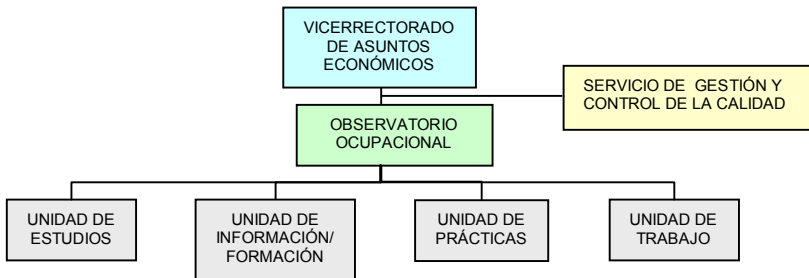 VICERRECTORADO
DE ASUNTOS
ECONÓMICOS
SERVICIO DE GESTIÓN Y
CONTROL DE LA CALIDAD
OBSERVATORIO
OCUPACIONAL
UNIDAD DE
ESTUDIOS
UNIDAD DE
INFORMACIÓN/
FORMACIÓN
UNIDAD DE
PRÁCTICAS
UNIDAD DE
TRABAJO